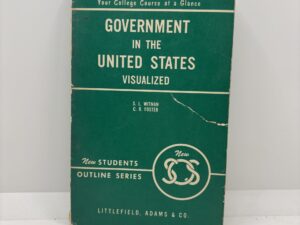 Your College Course at a Glance
GOVERNMENT
IN THE
UNITED STATES
VISUALIZED
S. L. WITMAN
C. O. FOSTER
New STUDENTS
OUTLINE SERIES
New
SOS
LITTLEFIELD, ADAMS & CO.